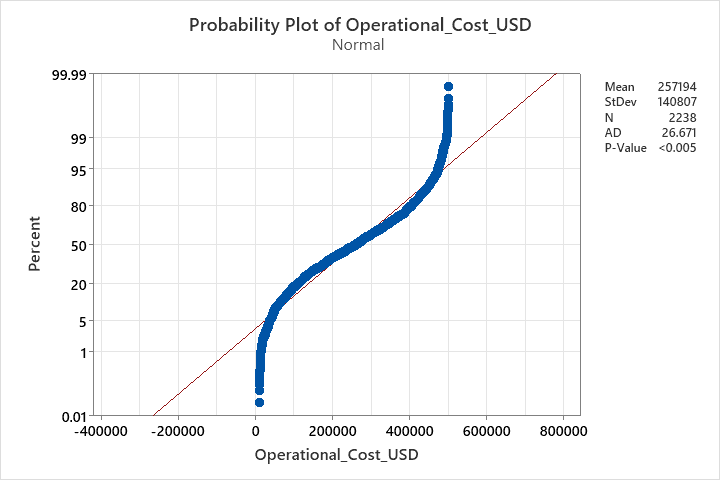 Probability Plot of Operational_Cost_USD
Normal
Mean 257194
StDev 140807
N 2238
AD 26.671
P-Value <0.005
Percent
99.99
99
95
80
50
20
5
1
0.01
-400000 -200000 0 200000 400000 600000 800000
Operational_Cost_USD